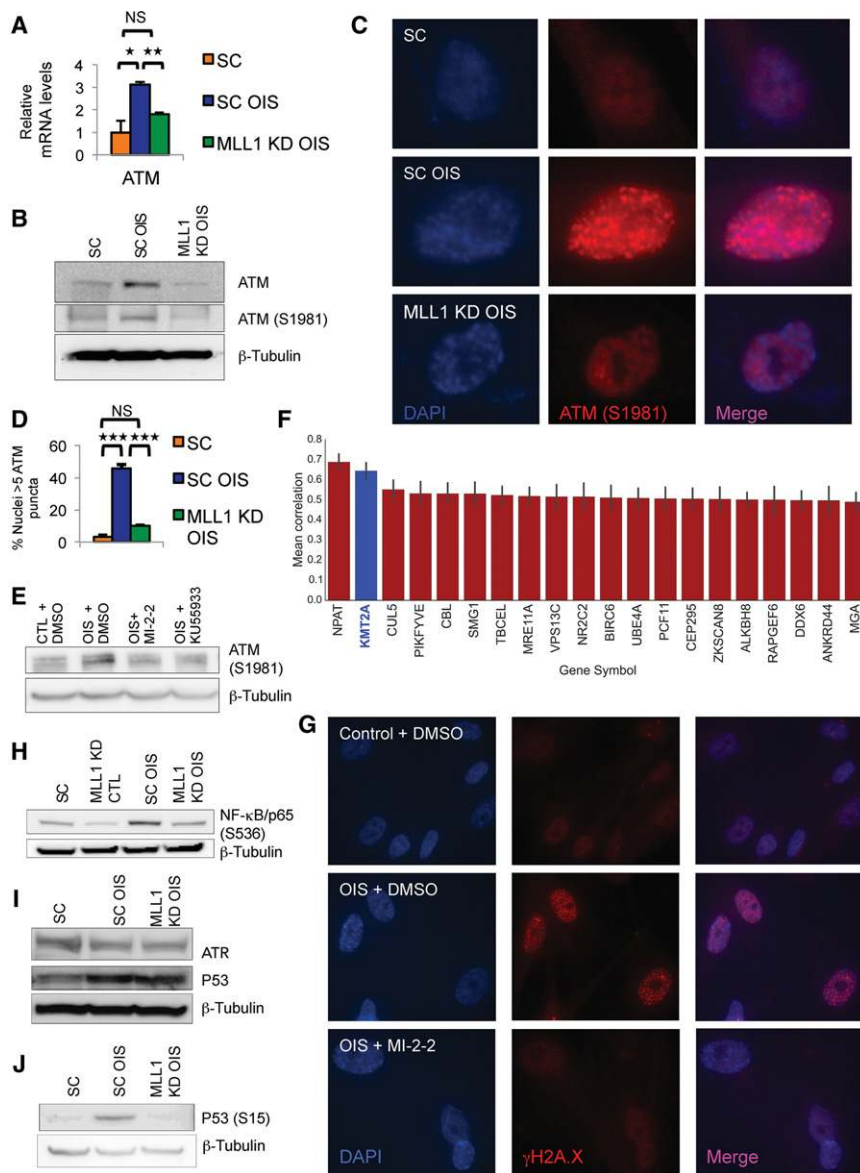 A
NS
★ ★★
Relative
mRNA levels
4
3
2
1
0
ATM
SC
SC OIS
MLL1 KD OIS
B
SC
SC OIS
MLL1
KD OIS
ATM
ATM (S1981)
β-Tubulin
C
SC
SC OIS
MLL1 KD OIS
DAPI
ATM (S1981)
Merge
D
NS
★★★ ★★★
% Nuclei >5 ATM
puncta
60
40
20
0
SC
SC OIS
MLL1 KD
OIS
E
CTL +
DMSO
OIS +
DMSO
OIS+
MI-2-2
OIS +
KU55933
ATM
(S1981)
β-Tubulin
F
Mean correlation
0.8
0.7
0.6
0.5
0.4
0.3
0.2
0.1
0.0
NPAT
KMT2A
CUL5
PIKFYVE
CBL
SMG1
TBCEL
MRE11A
VPS13C
NR2C2
BIRC6
UBE4A
PCF11
CEP295
ZKSCAN8
ALKBH8
RAPGEF6
DDX6
ANKRD44
MGA
Gene Symbol
G
Control + DMSO
OIS + DMSO
OIS + MI-2-2
DAPI
γH2A.X
Merge
H
SC
MLL1 KD
CTL
SC OIS
MLL1
KD OIS
NF-κB/p65
(S536)
β-Tubulin
I
SC
SC OIS
MLL1
KD OIS
ATR
P53
β-Tubulin
J
SC
SC OIS
MLL1
KD OIS
P53 (S15)
β-Tubulin